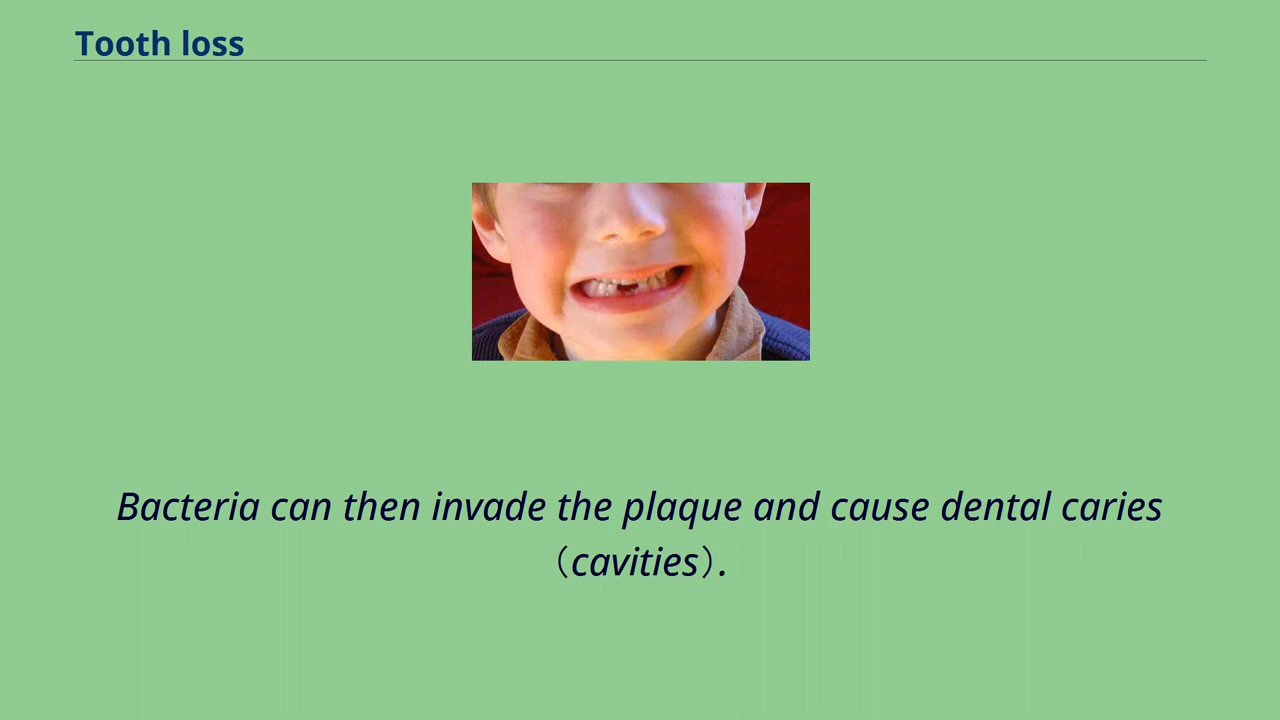 Tooth loss
Bacteria can then invade the plaque and cause dental caries
（cavities）.